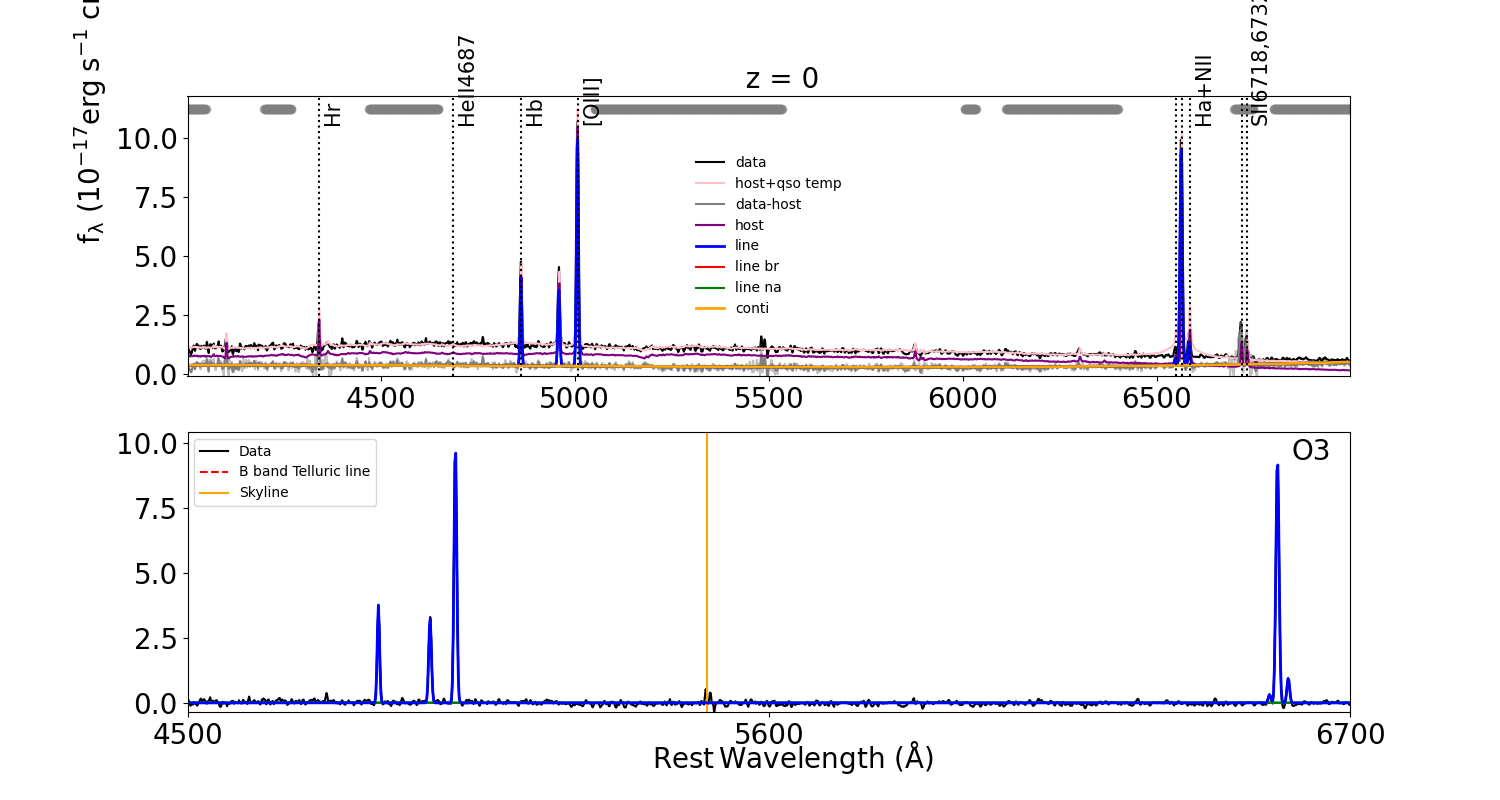 z = 0
Hr
HeII4687
Hb
[OIII]
Ha+NII
SII6718,673
f_λ (10^−17 erg s^−1 c
10.0
7.5
5.0
2.5
0.0
data
host+qso temp
data-host
host
line
line br
line na
conti
4500
5000
5500
6000
6500
10.0
7.5
5.0
2.5
0.0
Data
B band Telluric line
Skyline
O3
4500
5600
6700
Rest Wavelength (Å)